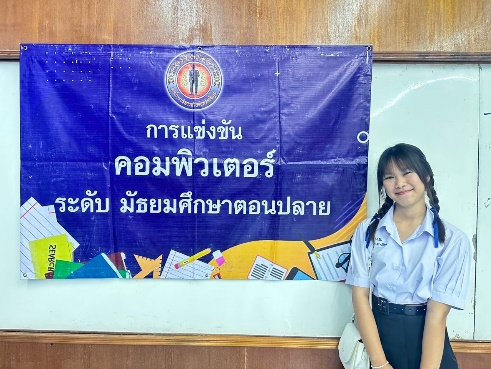 การแข่งขัน
คอมพิวเตอร์
ระดับ มัธยมศึกษาตอนปลาย